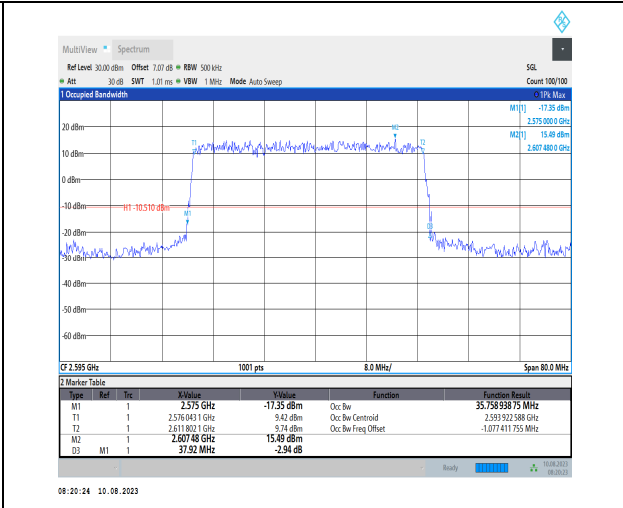 MultiView Spectrum
Ref Level 30.00 dBm Offset 7.07 dB RBW 500 kHz SGL
Att 30 dB SWT 1.01 ms VBW 1 MHz Mode Auto Sweep Count 100/100
1 Occupied Bandwidth 1Pk Max
M1[1] -17.35 dBm
2.575 000 0 GHz
M2[1] 15.49 dBm
2.607 480 0 GHz
20 dBm
M2
T1
T2
10 dBm
0 dBm
-10 dBm
H1 -10.510 dBm
M1
-20 dBm
D3
-30 dBm
-40 dBm
-50 dBm
-60 dBm
CF 2.595 GHz 1001 pts 8.0 MHz/ Span 80.0 MHz
2 Marker Table
Type Ref Trc X-Value Y-Value Function Function Result
M1 1 2.575 GHz -17.35 dBm Occ Bw 35.758 938 75 MHz
T1 1 2.576 043 1 GHz 9.42 dBm Occ Bw Centroid 2.593 922 588 GHz
T2 1 2.611 802 1 GHz 9.74 dBm Occ Bw Freq Offset -1.077 411 755 MHz
M2 1 2.607 48 GHz 15.49 dBm
D3 M1 1 37.92 MHz -2.94 dB
Ready 10.08.2023
08:20:23
08:20:24 10.08.2023